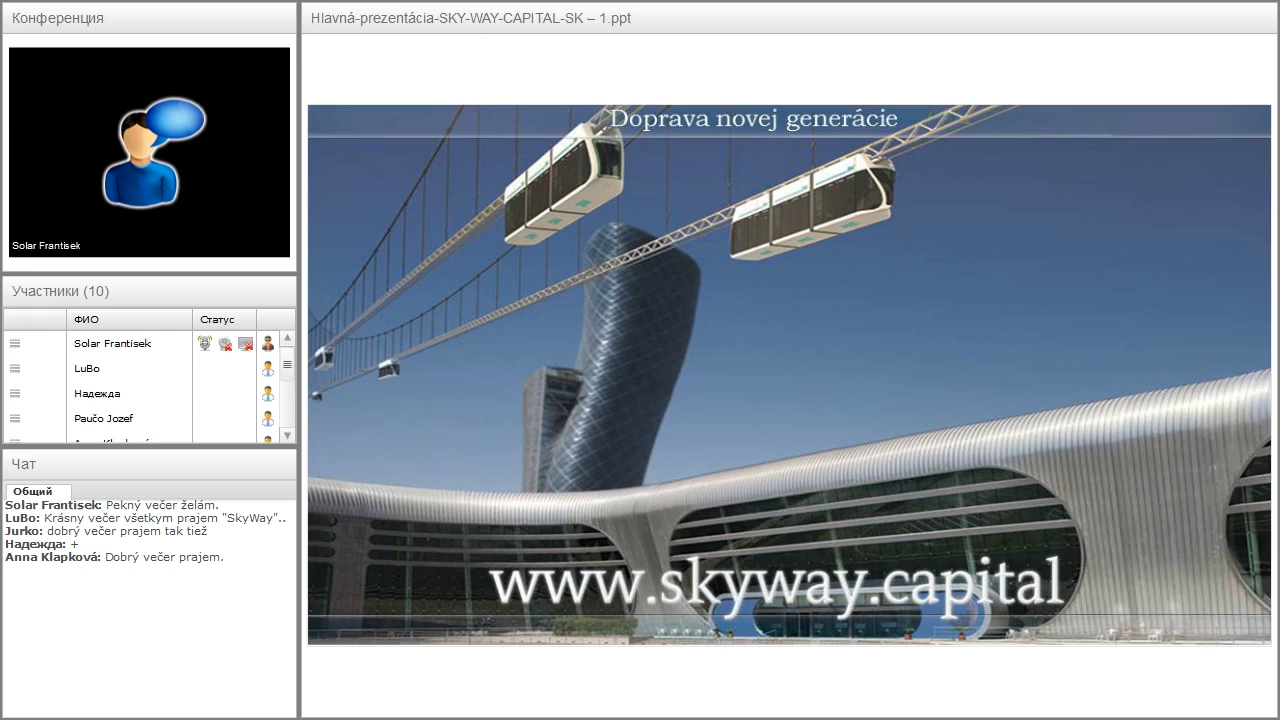 Конференция
Solar Frantisek
Участники (10)
ФИО
Статус
Solar Frantisek
LuBo
Надежда
Paučo Jozef
Чат
Общий
Solar Frantisek: Pekný večer želám.
LuBo: Krásny večer všetkym prajem "SkyWay"..
Jurko: dobrý večer prajem tak tiež
Надежда: +
Anna Klapková: Dobrý večer prajem.
Hlavná-prezentácia-SKY-WAY-CAPITAL-SK – 1.ppt
Doprava novej generácie
www.skyway.capital